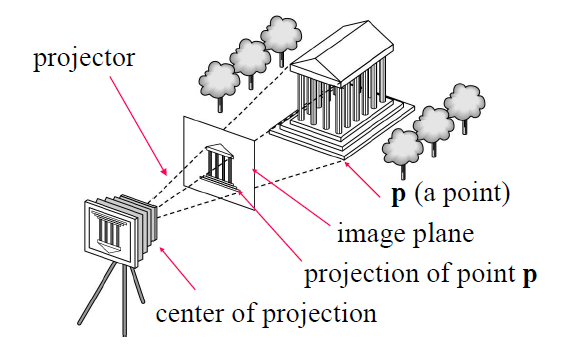 projector
p (a point)
image plane
projection of point p
center of projection